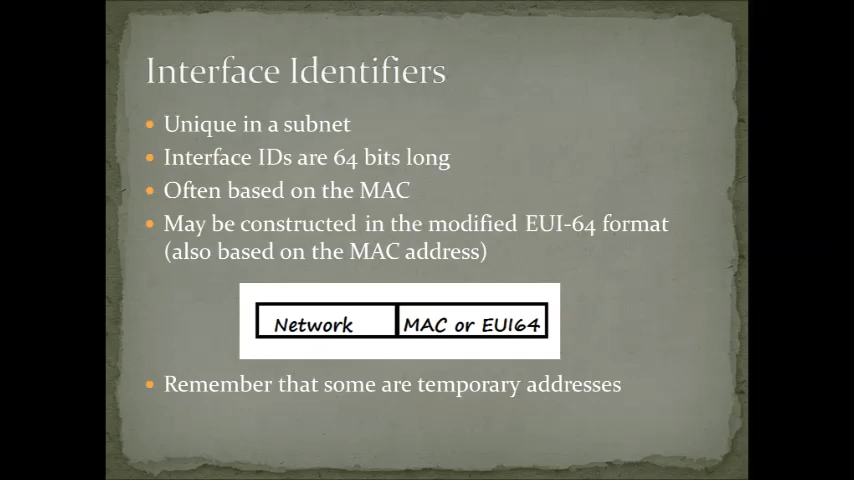 Interface Identifiers
Unique in a subnet
Interface IDs are 64 bits long
Often based on the MAC
May be constructed in the modified EUI-64 format
(also based on the MAC address)
Network
MAC or EUI64
Remember that some are temporary addresses